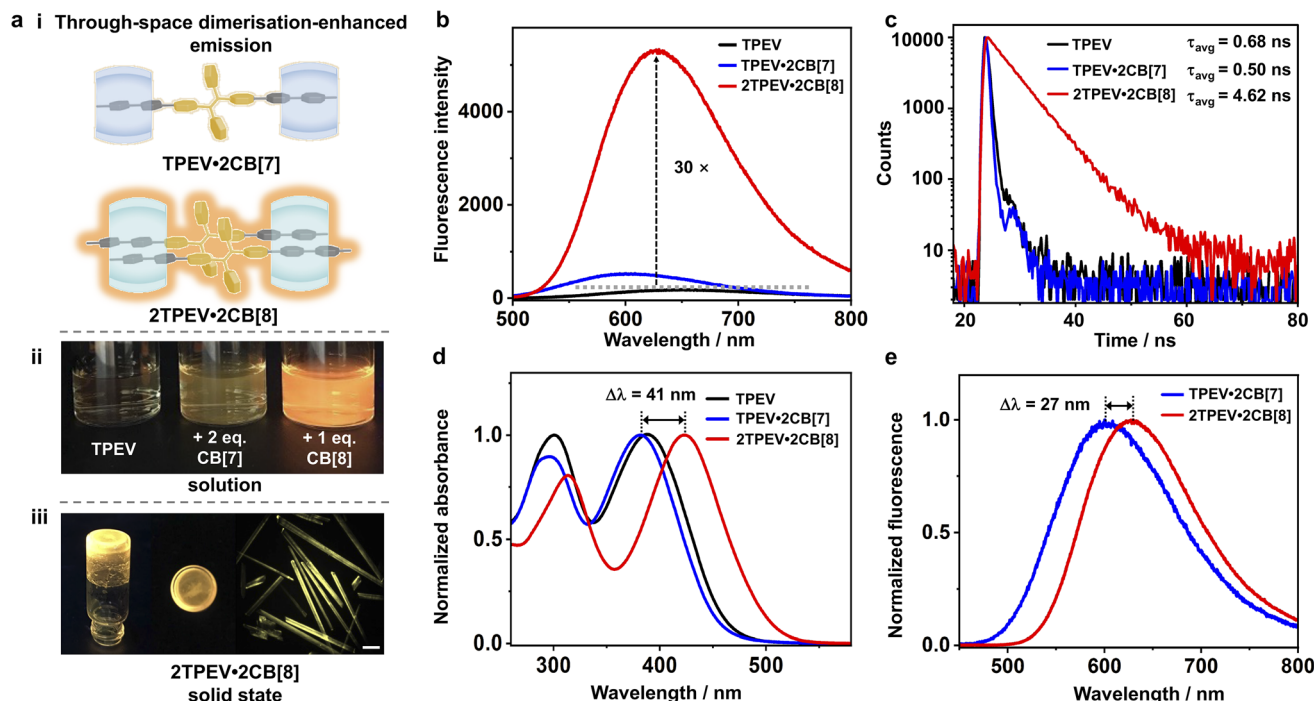 a i Through-space dimerisation-enhanced
emission
TPEV•2CB[7]
2TPEV•2CB[8]
ii
TPEV
+ 2 eq.
CB[7]
+ 1 eq.
CB[8]
solution
iii
2TPEV•2CB[8]
solid state
b
Fluorescence intensity
4000
2000
0
TPEV
TPEV•2CB[7]
2TPEV•2CB[8]
30 ×
500 600 700 800
Wavelength / nm
c
Counts
10000
1000
100
10
TPEV
TPEV•2CB[7]
2TPEV•2CB[8]
τavg = 0.68 ns
τavg = 0.50 ns
τavg = 4.62 ns
20 40 60 80
Time / ns
d
Normalized absorbance
1.0
0.5
0.0
Δλ = 41 nm
TPEV
TPEV•2CB[7]
2TPEV•2CB[8]
300 400 500
Wavelength / nm
e
Normalized fluorescence
1.0
0.5
0.0
Δλ = 27 nm
TPEV•2CB[7]
2TPEV•2CB[8]
500 600 700 800
Wavelength / nm